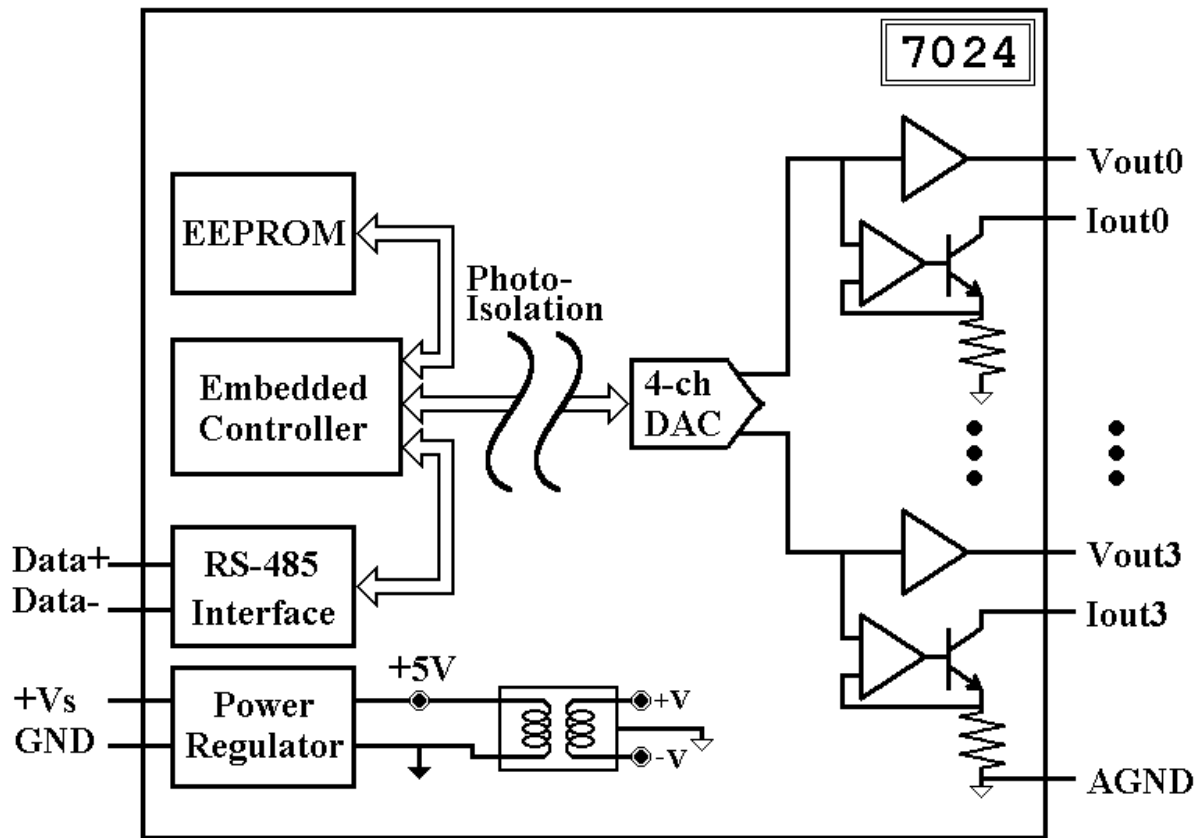 7024
Vout0
Iout0
EEPROM
Photo-
Isolation
Embedded
Controller
4-ch
DAC
Data+
Data-
RS-485
Interface
Vout3
Iout3
+Vs
GND
Power
Regulator
+5V
+V
-V
AGND